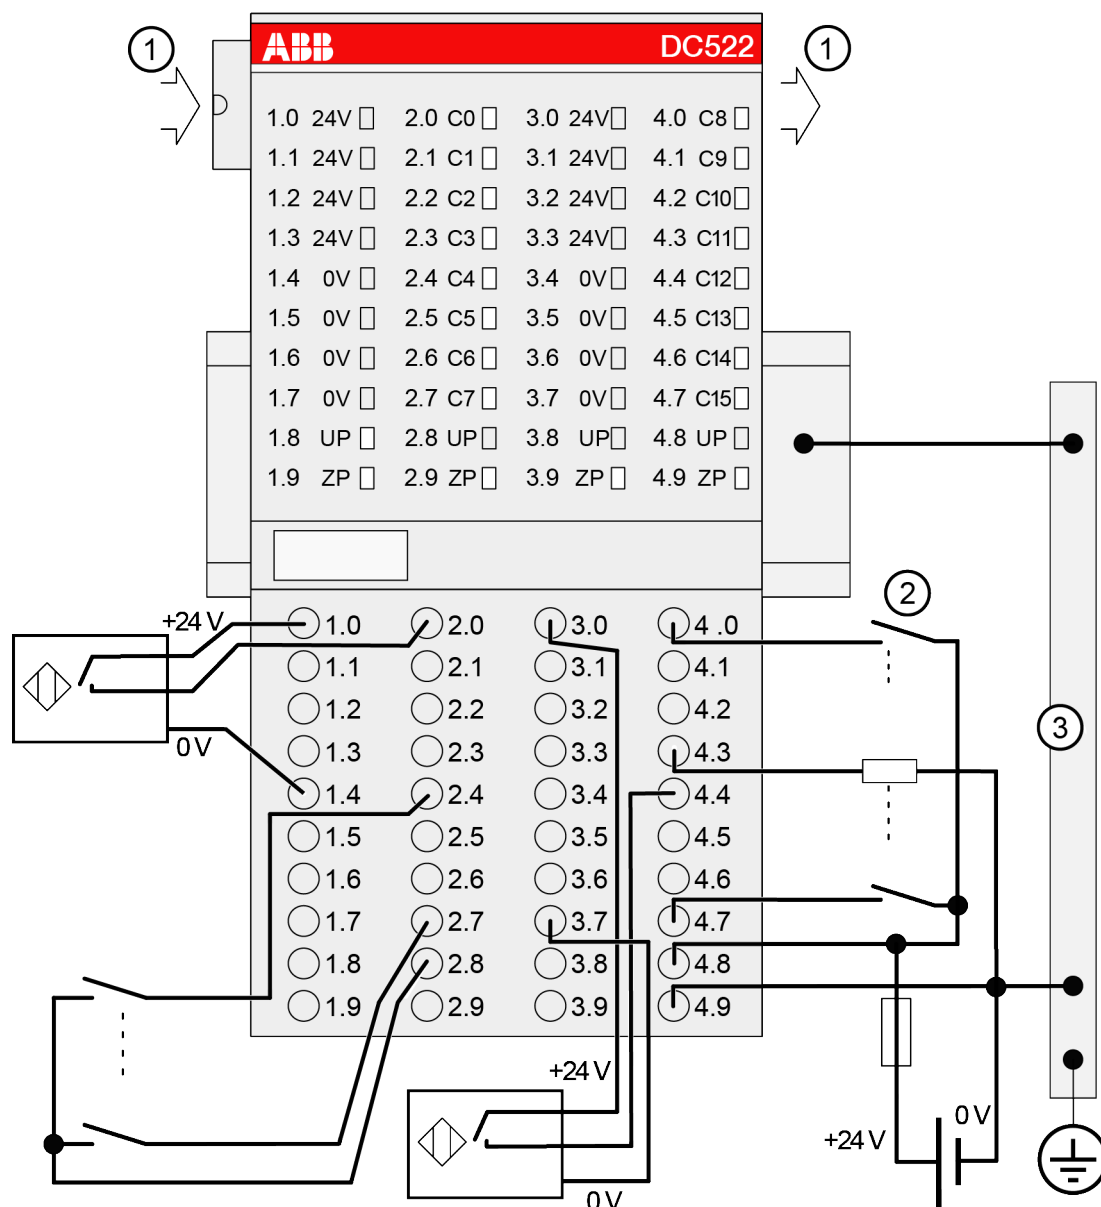 1
ABB DC522
1
1.0 24V 2.0 C0 3.0 24V 4.0 C8
1.1 24V 2.1 C1 3.1 24V 4.1 C9
1.2 24V 2.2 C2 3.2 24V 4.2 C10
1.3 24V 2.3 C3 3.3 24V 4.3 C11
1.4 0V 2.4 C4 3.4 0V 4.4 C12
1.5 0V 2.5 C5 3.5 0V 4.5 C13
1.6 0V 2.6 C6 3.6 0V 4.6 C14
1.7 0V 2.7 C7 3.7 0V 4.7 C15
1.8 UP 2.8 UP 3.8 UP 4.8 UP
1.9 ZP 2.9 ZP 3.9 ZP 4.9 ZP
2
+24 V 1.0 2.0 3.0 4 .0
1.1 2.1 3.1 4.1
1.2 2.2 3.2 4.2
3
0 V 1.3 2.3 3.3 4.3
1.4 2.4 3.4 4.4
1.5 2.5 3.5 4.5
1.6 2.6 3.6 4.6
1.7 2.7 3.7 4.7
1.8 2.8 3.8 4.8
1.9 2.9 3.9 4.9
+24 V
0 V
+24 V
0 V